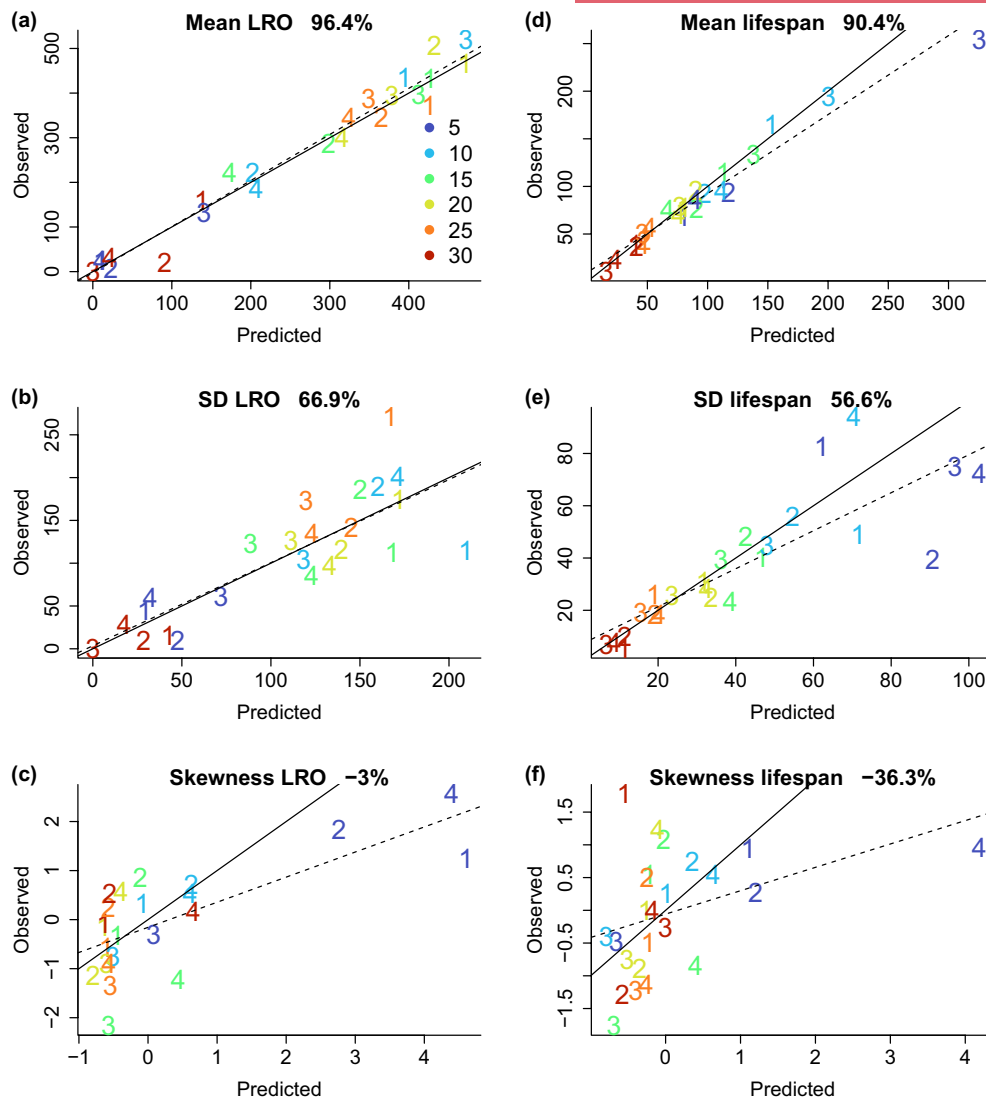 (a) Mean LRO 96.4%
Observed
0 100 300 500
0 100 200 300 400
Predicted
5
10
15
20
25
30
(d) Mean lifespan 90.4%
Observed
50 100 200
50 100 150 200 250 300
Predicted
(b) SD LRO 66.9%
Observed
0 50 150 250
0 50 100 150 200
Predicted
(e) SD lifespan 56.6%
Observed
20 40 60 80
20 40 60 80 100
Predicted
(c) Skewness LRO −3%
Observed
−2 −1 0 1 2
−1 0 1 2 3 4
Predicted
(f) Skewness lifespan −36.3%
Observed
−1.5 −0.5 0.5 1.5
0 1 2 3 4
Predicted